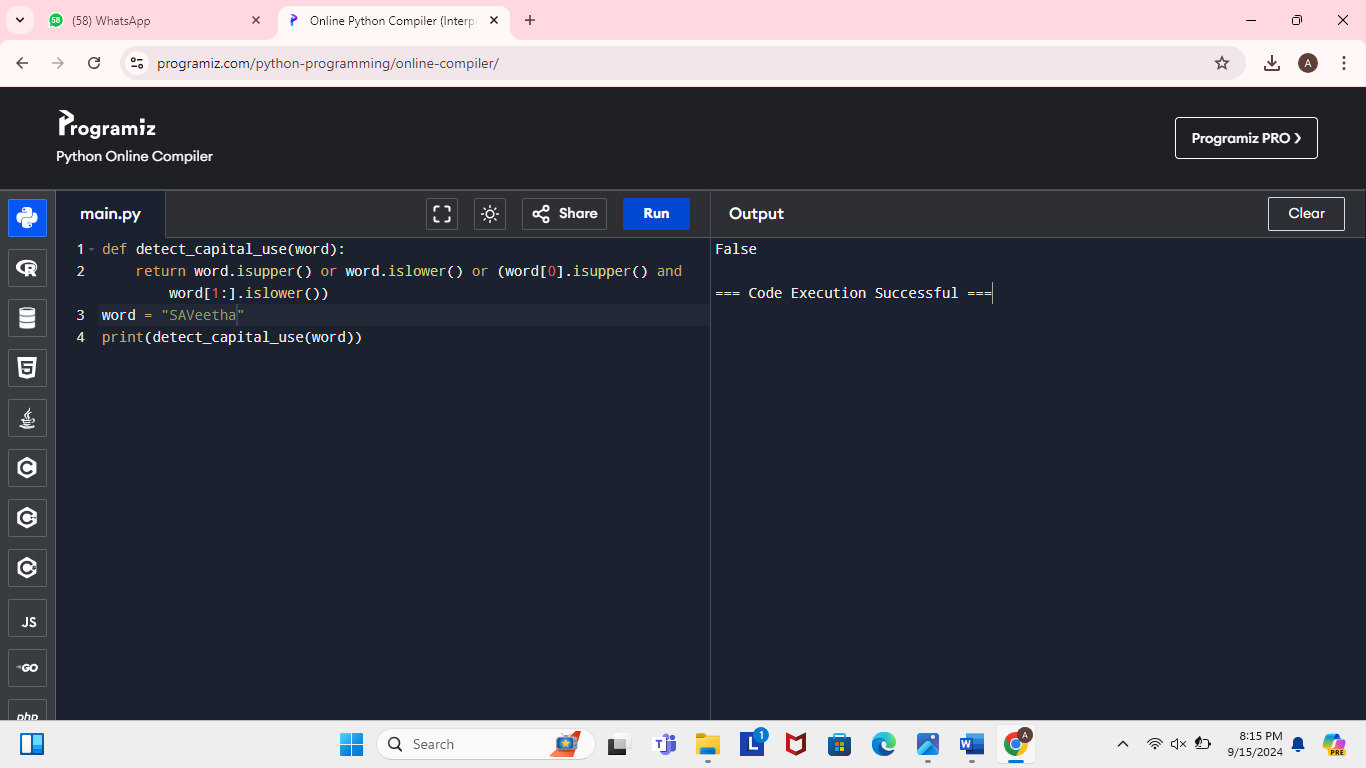 (58) WhatsApp
Online Python Compiler (Interp
programiz.com/python-programming/online-compiler/
A
Programiz
Python Online Compiler
Programiz PRO
main.py
Share
Run
Output
Clear
1 def detect_capital_use(word):
2 return word.isupper() or word.islower() or (word[0].isupper() and
word[1:].islower())
3 word = "SAVeetha"
4 print(detect_capital_use(word))
False
=== Code Execution Successful ===
R
5
C
C
C
JS
GO
php
Search
1
A
8:15 PM
9/15/2024
PRE